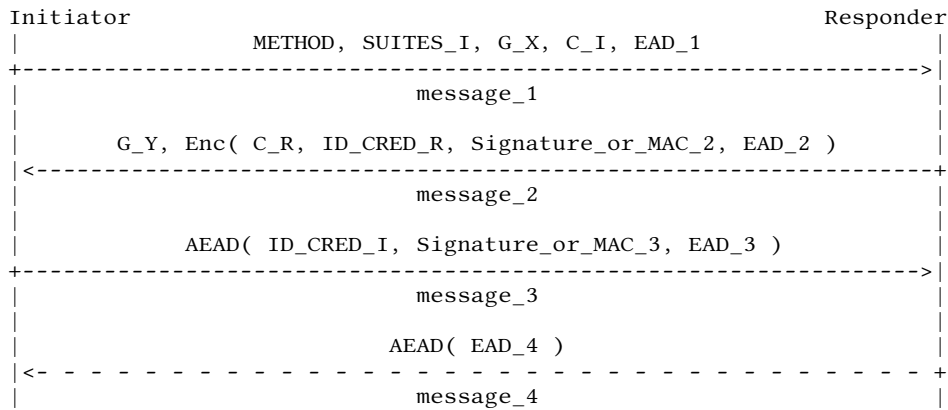 Initiator Responder
METHOD, SUITES_I, G_X, C_I, EAD_1
message_1
G_Y, Enc( C_R, ID_CRED_R, Signature_or_MAC_2, EAD_2 )
message_2
AEAD( ID_CRED_I, Signature_or_MAC_3, EAD_3 )
message_3
AEAD( EAD_4 )
message_4